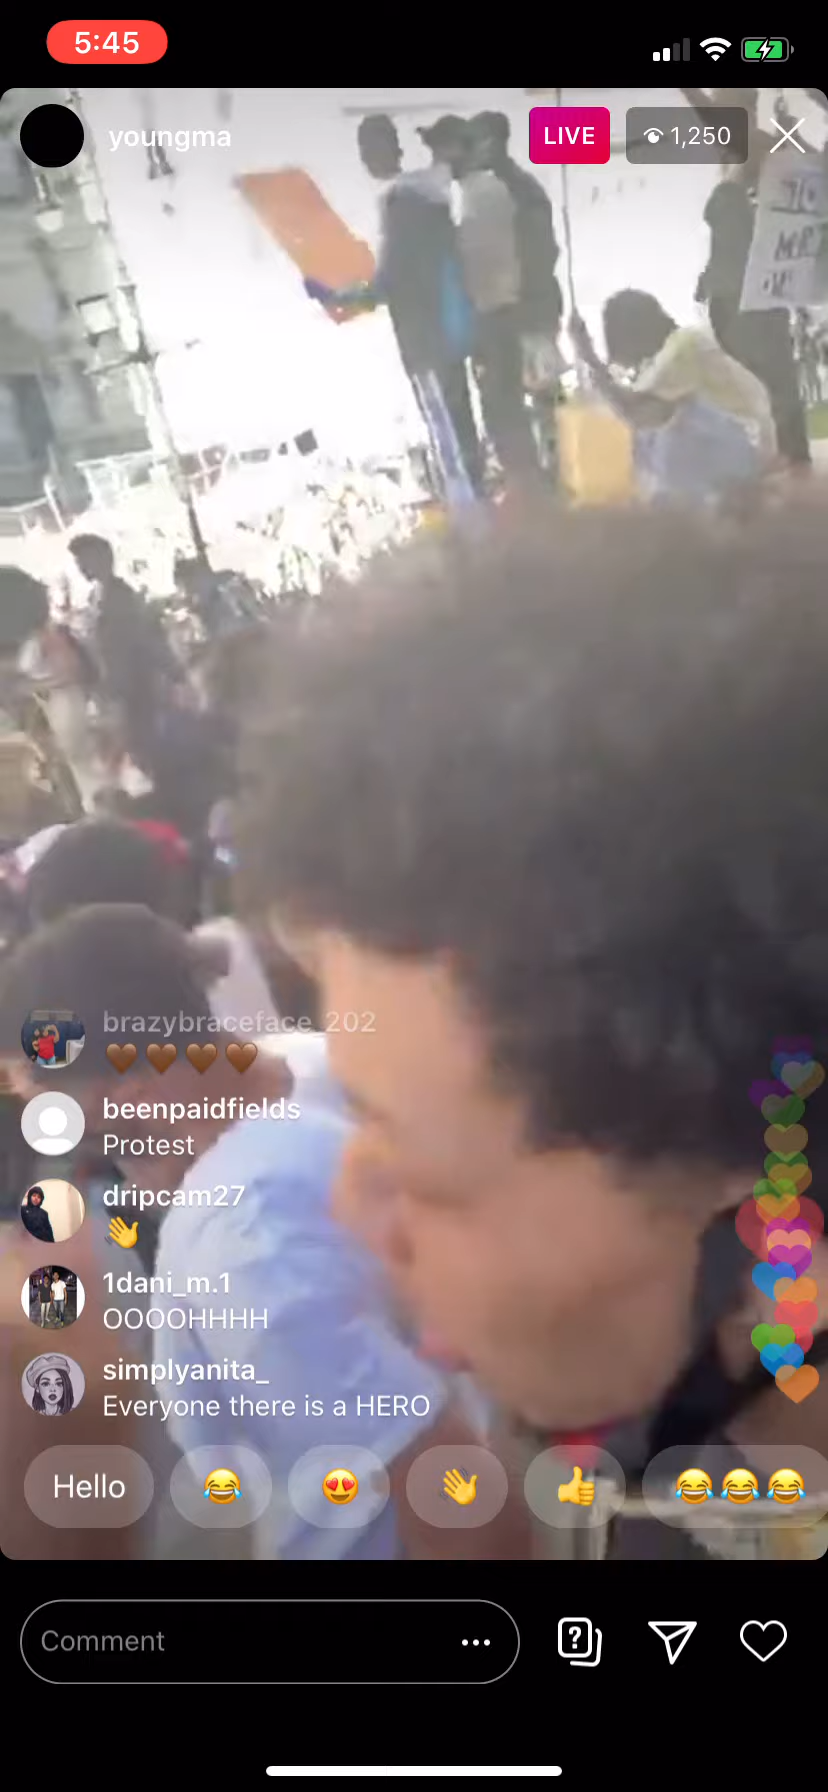 5:45
youngma
LIVE
1,250
brazybraceface_202
🤎🤎🤎🤎
beenpaidfields
Protest
dripcam27
👋
1dani_m.1
OOOOHHHH
simplyanita_
Everyone there is a HERO
Hello 😂 😍 👋 👍 😂😂😂
Comment